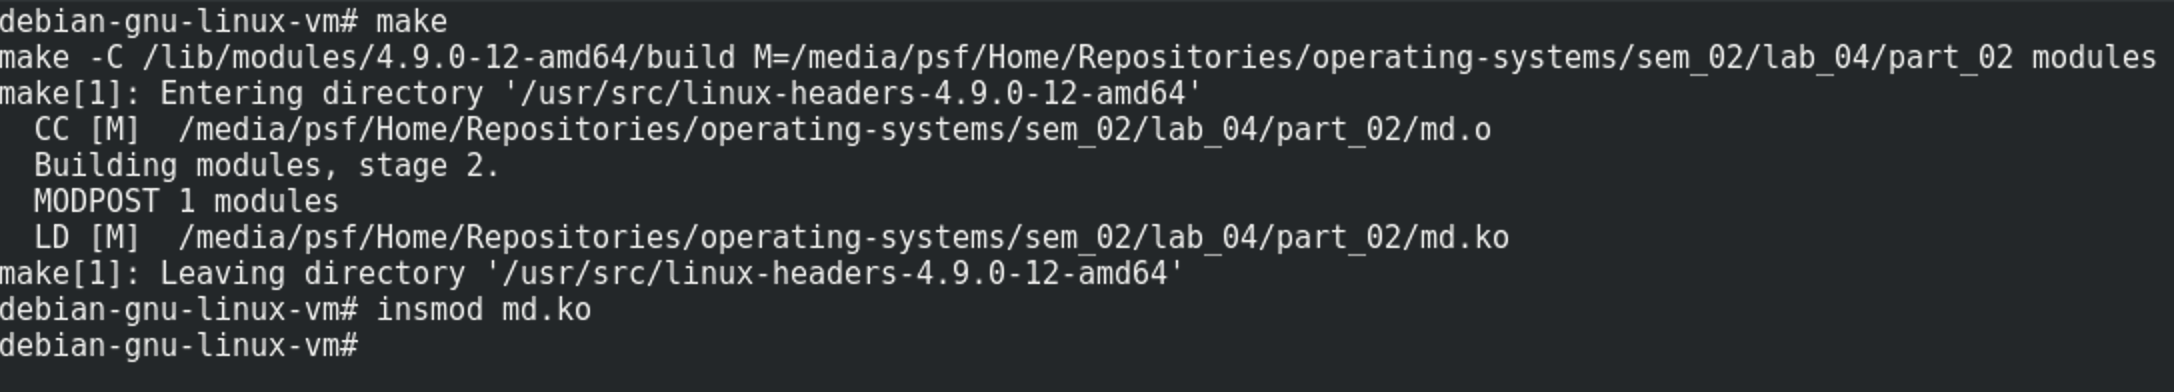 debian-gnu-linux-vm# make
make -C /lib/modules/4.9.0-12-amd64/build M=/media/psf/Home/Repositories/operating-systems/sem_02/lab_04/part_02 modules
make[1]: Entering directory '/usr/src/linux-headers-4.9.0-12-amd64'
  CC [M]  /media/psf/Home/Repositories/operating-systems/sem_02/lab_04/part_02/md.o
  Building modules, stage 2.
  MODPOST 1 modules
  LD [M]  /media/psf/Home/Repositories/operating-systems/sem_02/lab_04/part_02/md.ko
make[1]: Leaving directory '/usr/src/linux-headers-4.9.0-12-amd64'
debian-gnu-linux-vm# insmod md.ko
debian-gnu-linux-vm#